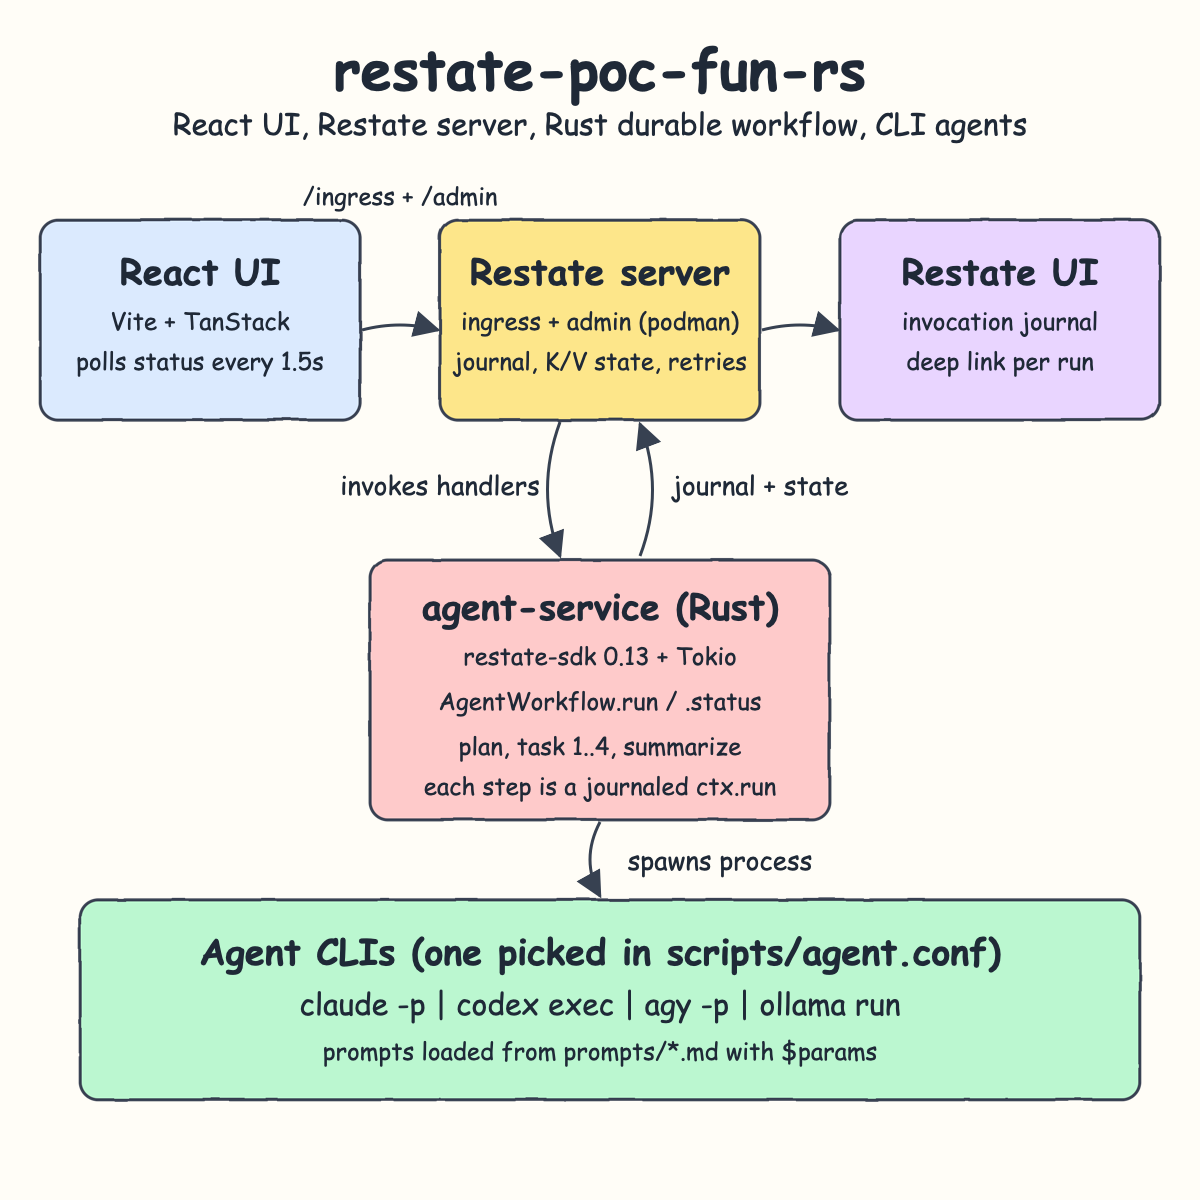 restate-poc-fun-rs
React UI, Restate server, Rust durable workflow, CLI agents
/ingress + /admin
React UI
Vite + TanStack
polls status every 1.5s
Restate server
ingress + admin (podman)
journal, K/V state, retries
Restate UI
invocation journal
deep link per run
invokes handlers
journal + state
agent-service (Rust)
restate-sdk 0.13 + Tokio
AgentWorkflow.run / .status
plan, task 1..4, summarize
each step is a journaled ctx.run
spawns process
Agent CLIs (one picked in scripts/agent.conf)
claude -p | codex exec | agy -p | ollama run
prompts loaded from prompts/*.md with $params